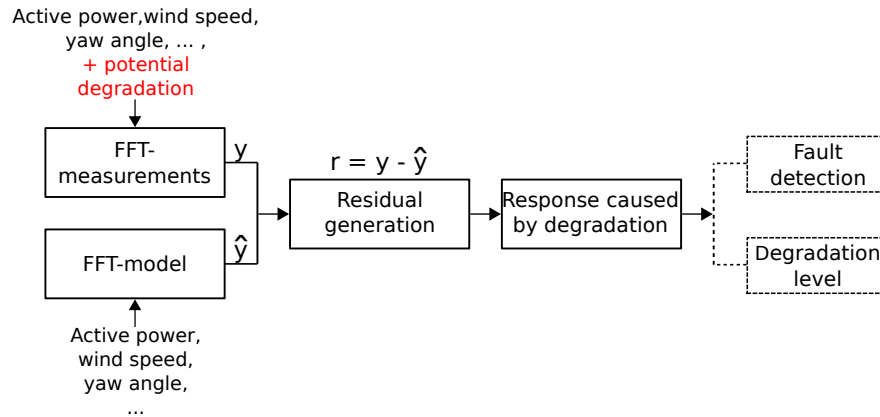 Active power,wind speed,
yaw angle, ... ,
+ potential
degradation
FFT-
measurements
y
FFT-model
ŷ
Active power,
wind speed,
yaw angle,
...
r = y - ŷ
Residual
generation
Response caused
by degradation
Fault
detection
Degradation
level